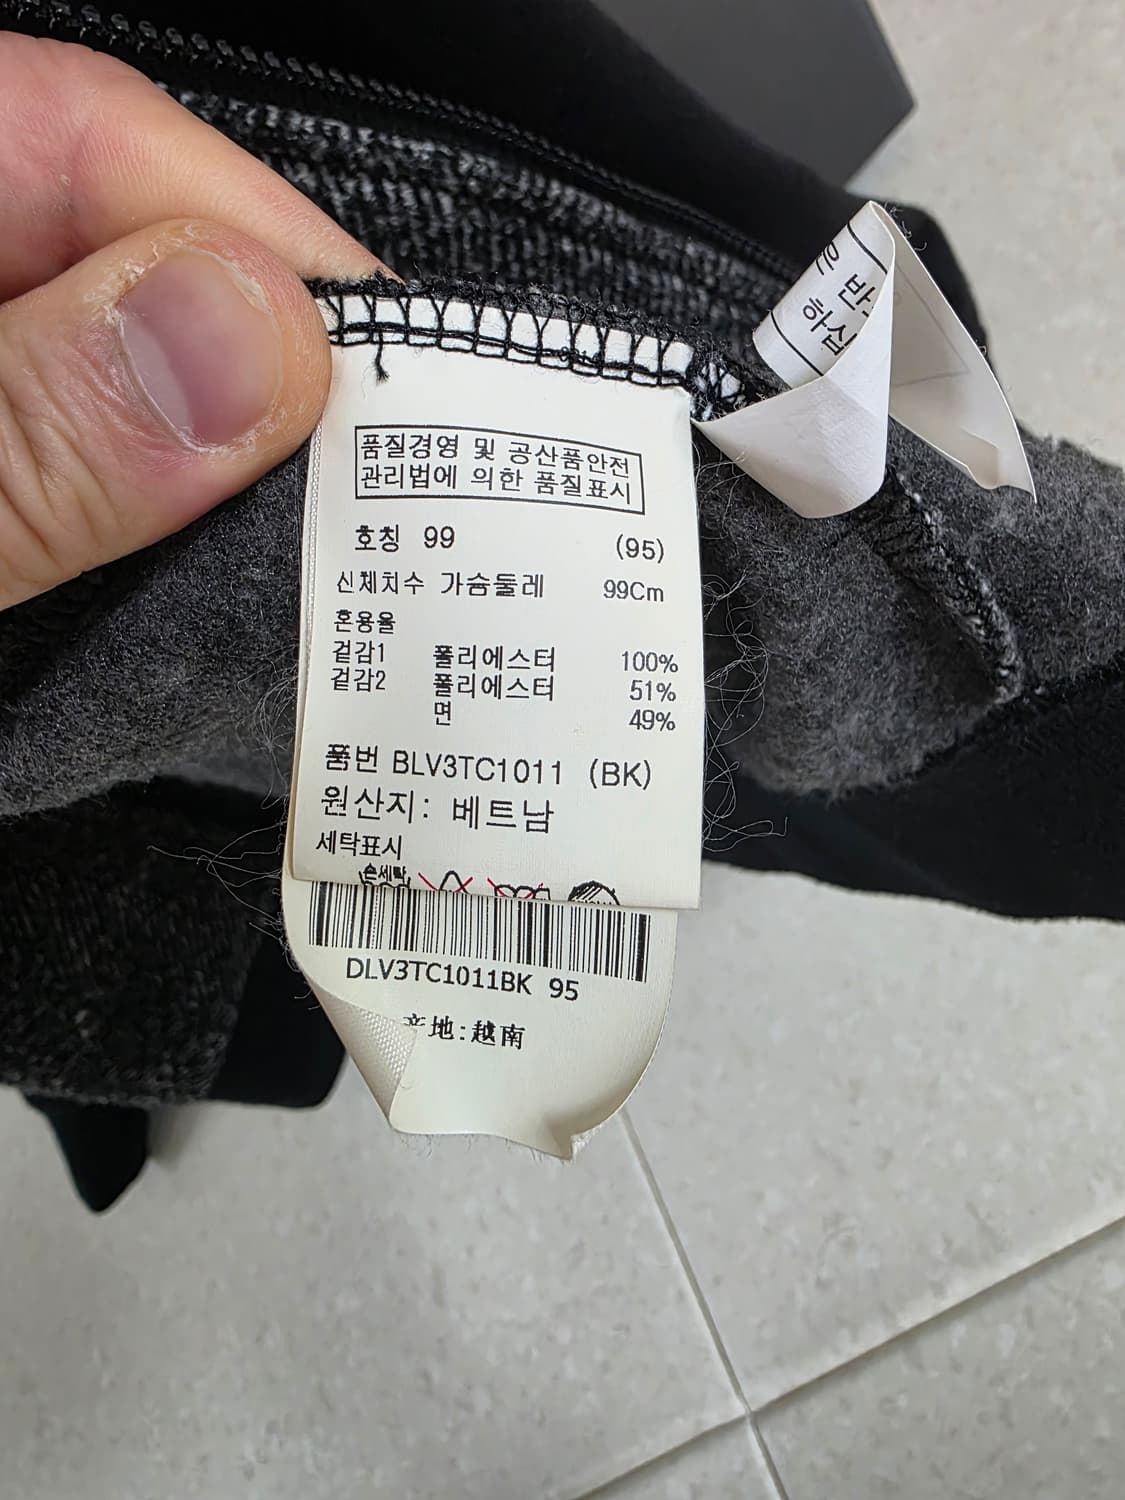 은 반
하십
품질경영 및 공산품안전
관리법에 의한 품질표시
호칭 99 (95)
신체치수 가슴둘레 99Cm
혼용율
겉감1 폴리에스터 100%
겉감2 폴리에스터 51%
면 49%
품번 BLV3TC1011 (BK)
원산지: 베트남
세탁표시
손세탁
DLV3TC1011BK 95
产地:越南